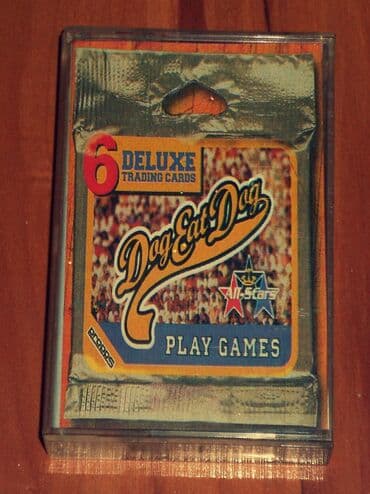 6 DELUXE
TRADING CARDS
Dog Eat Dog
All-Stars
PLAY GAMES